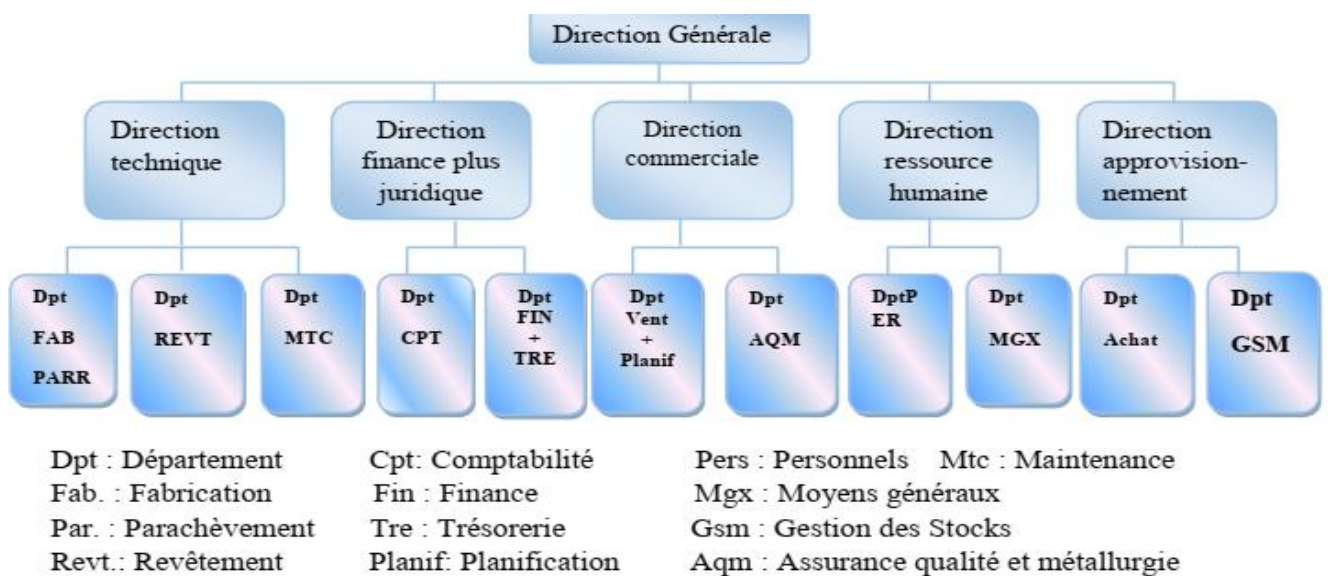 Direction Générale
Direction
technique
Direction
finance plus
juridique
Direction
commerciale
Direction
ressource
humaine
Direction
approvision-
nement
Dpt
FAB
PARR
Dpt
REVT
Dpt
MTC
Dpt
CPT
Dpt
FIN
+
TRE
Dpt
Vent
+
Planif
Dpt
AQM
DptP
ER
Dpt
MGX
Dpt
Achat
Dpt
GSM
Dpt : Département Cpt: Comptabilité Pers : Personnels Mtc : Maintenance
Fab. : Fabrication Fin : Finance Mgx : Moyens généraux
Par. : Parachèvement Tre : Trésorerie Gsm : Gestion des Stocks
Revt.: Revêtement Planif: Planification Aqm : Assurance qualité et métallurgie